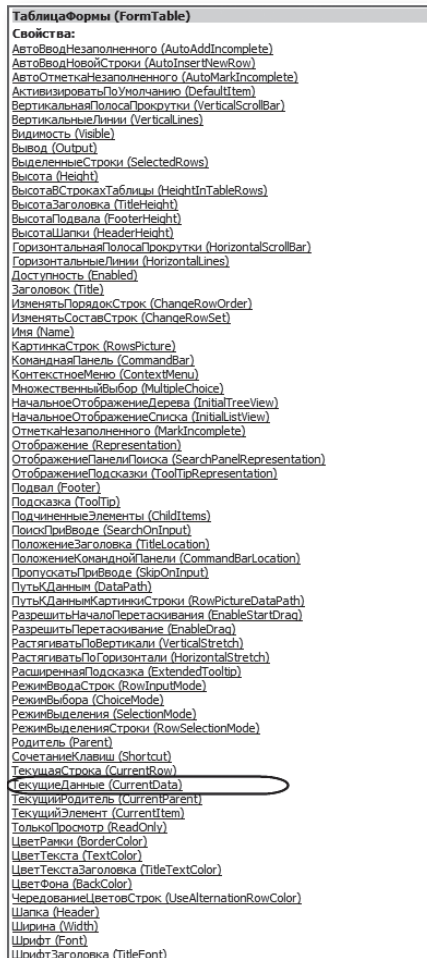 ТаблицаФормы (FormTable)
Свойства:
АвтоВводНезаполненного (AutoAddIncomplete)
АвтоВводНовойСтроки (AutoInsertNewRow)
АвтоОтметкаНезаполненного (AutoMarkIncomplete)
АктивизироватьПоУмолчанию (DefaultItem)
ВертикальнаяПолосаПрокрутки (VerticalScrollBar)
ВертикальныеЛинии (VerticalLines)
Видимость (Visible)
Вывод (Output)
ВыделенныеСтроки (SelectedRows)
Высота (Height)
ВысотаВСтрокахТаблицы (HeightInTableRows)
ВысотаЗаголовка (TitleHeight)
ВысотаПодвала (FooterHeight)
ВысотаШапки (HeaderHeight)
ГоризонтальнаяПолосаПрокрутки (HorizontalScrollBar)
ГоризонтальныеЛинии (HorizontalLines)
Доступность (Enabled)
Заголовок (Title)
ИзменятьПорядокСтрок (ChangeRowOrder)
ИзменятьСоставСтрок (ChangeRowSet)
Имя (Name)
КартинкаСтрок (RowsPicture)
КоманднаяПанель (CommandBar)
КонтекстноеМеню (ContextMenu)
МножественныйВыбор (MultipleChoice)
НачальноеОтображениеДерева (InitialTreeView)
НачальноеОтображениеСписка (InitialListView)
ОтметкаНезаполненного (MarkIncomplete)
Отображение (Representation)
ОтображениеПанелиПоиска (SearchPanelRepresentation)
ОтображениеПодсказки (ToolTipRepresentation)
Подвал (Footer)
Подсказка (ToolTip)
ПодчиненныеЭлементы (ChildItems)
ПоискПриВводе (SearchOnInput)
ПоложениеЗаголовка (TitleLocation)
ПоложениеКоманднойПанели (CommandBarLocation)
ПропускатьПриВводе (SkipOnInput)
ПутьКДанным (DataPath)
ПутьКДаннымКартинкиСтроки (RowPictureDataPath)
РазрешитьНачалоПеретаскивания (EnableStartDrag)
РазрешитьПеретаскивание (EnableDrag)
РастягиватьПоВертикали (VerticalStretch)
РастягиватьПоГоризонтали (HorizontalStretch)
РасширеннаяПодсказка (ExtendedTooltip)
РежимВводаСтрок (RowInputMode)
РежимВыбора (ChoiceMode)
РежимВыделения (SelectionMode)
РежимВыделенияСтроки (RowSelectionMode)
Родитель (Parent)
СочетаниеКлавиш (Shortcut)
ТекущаяСтрока (CurrentRow)
ТекущиеДанные (CurrentData)
ТекущийРодитель (CurrentParent)
ТекущийЭлемент (CurrentItem)
ТолькоПросмотр (ReadOnly)
ЦветРамки (BorderColor)
ЦветТекста (TextColor)
ЦветТекстаЗаголовка (TitleTextColor)
ЦветФона (BackColor)
ЧередованиеЦветовСтрок (UseAlternationRowColor)
Шапка (Header)
Ширина (Width)
Шрифт (Font)
ШрифтЗаголовка (TitleFont)